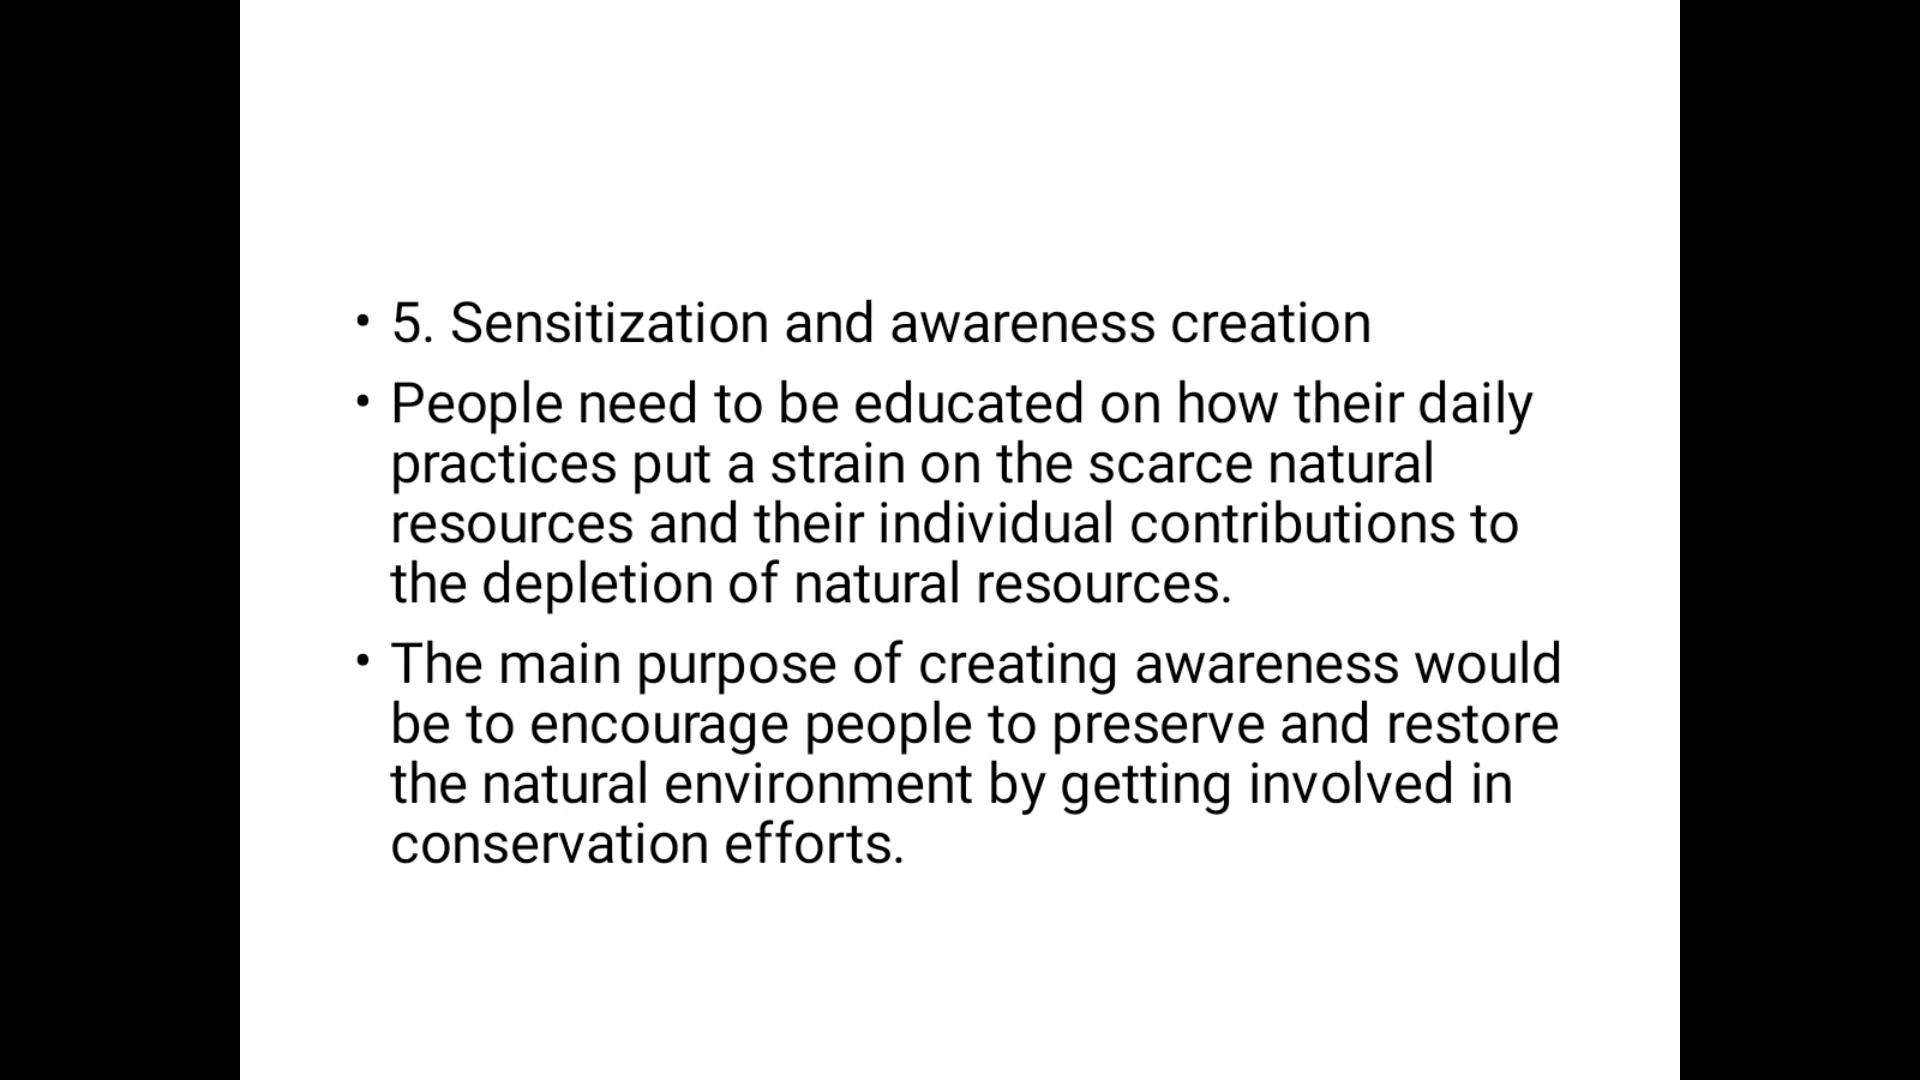 • 5. Sensitization and awareness creation
• People need to be educated on how their daily
practices put a strain on the scarce natural
resources and their individual contributions to
the depletion of natural resources.
• The main purpose of creating awareness would
be to encourage people to preserve and restore
the natural environment by getting involved in
conservation efforts.